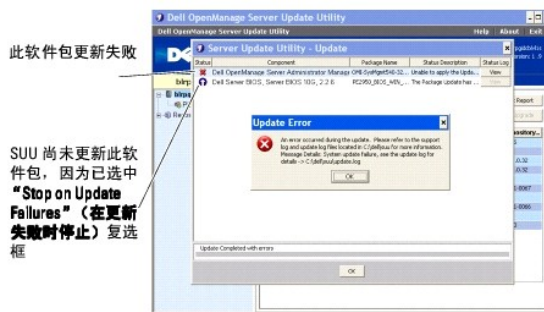 Dell OpenManage Server Update Utility
Dell OpenManage Server Update Utility
Help About Exit
此软件包更新失败
SUU 尚未更新此软
件包，因为已选中
“Stop on Update
Failures”（在更新
失败时停止）复选
框
Server Update Utility - Update
Status Component Package Name Status Description Status Log
Dell OpenManage Server Administrator Manag OM8-SysMgmt540-32... Unable to apply the Upda... View
Dell Server BIOS, Server BIOS 10G, 2.2.6 PE2950_BIOS_WIN_... The Package Update has ...
Update Error
An error occurred during the update. Please refer to the support
log and update log files located in C:\dell\suu for more information.
Message Details: System update Failure, see the update log for
details -> C:\dell\suu\update.log
OK
Update Completed with errors
OK
Report